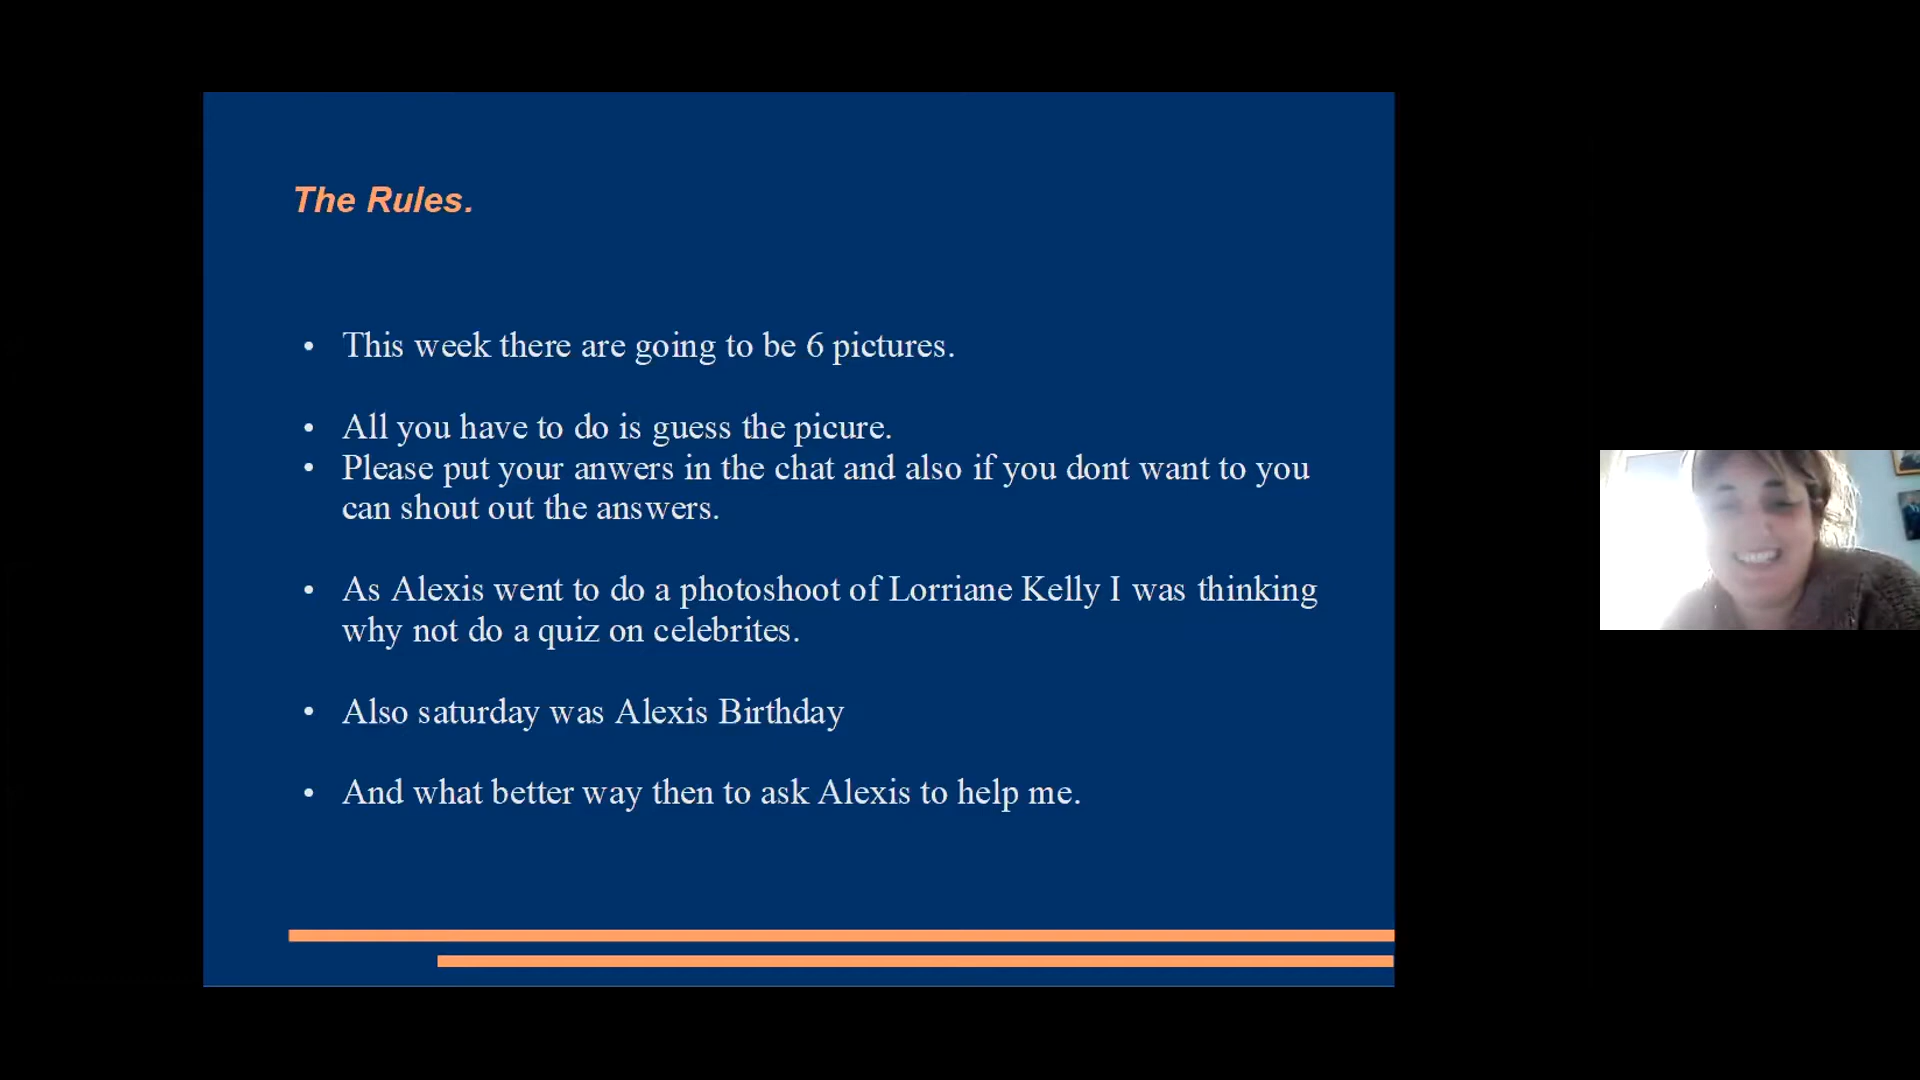 The Rules.
• This week there are going to be 6 pictures.
• All you have to do is guess the picure.
• Please put your anwers in the chat and also if you dont want to you
can shout out the answers.
• As Alexis went to do a photoshoot of Lorriane Kelly I was thinking
why not do a quiz on celebrites.
• Also saturday was Alexis Birthday
• And what better way then to ask Alexis to help me.